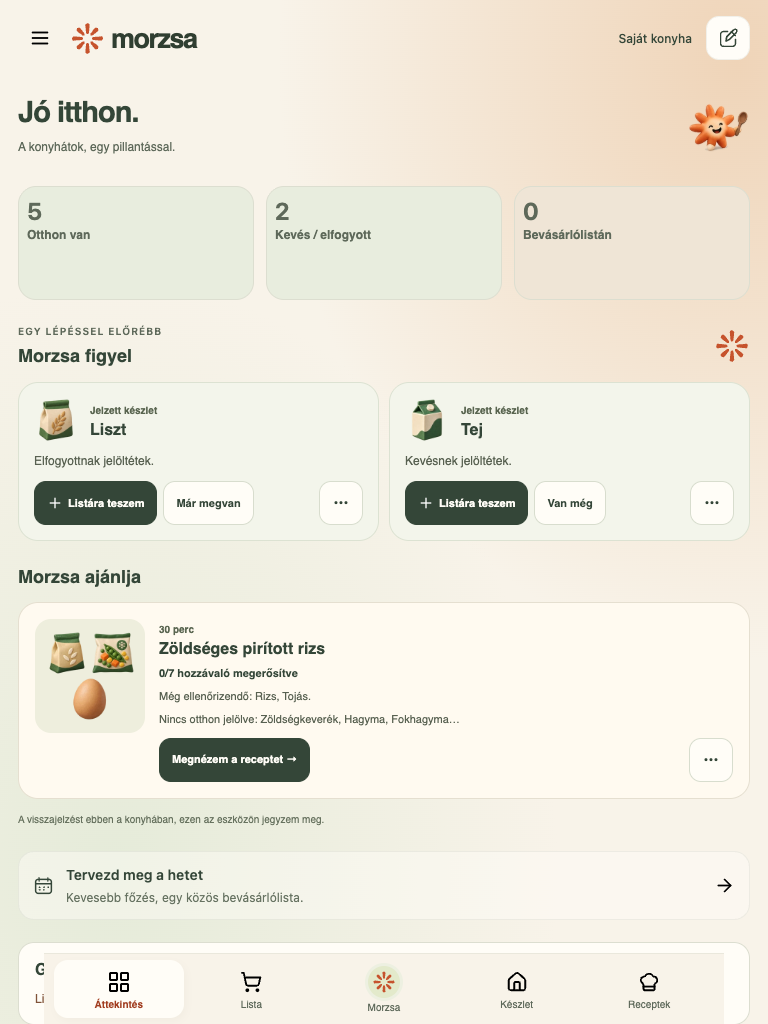 morzsa
Saját konyha
Jó itthon.
A konyhátok, egy pillantással.
5
Otthon van
2
Kevés / elfogyott
0
Bevásárlólistán
EGY LÉPÉSSEL ELŐRÉBB
Morzsa figyel
Jelzett készlet
Liszt
Elfogyottnak jelöltétek.
Listára teszem
Már megvan
Jelzett készlet
Tej
Kevésnek jelöltétek.
Listára teszem
Van még
Morzsa ajánlja
30 perc
Zöldséges pirított rizs
0/7 hozzávaló megerősítve
Még ellenőrizendő: Rizs, Tojás.
Nincs otthon jelölve: Zöldségkeverék, Hagyma, Fokhagyma…
Megnézem a receptet →
A visszajelzést ebben a konyhában, ezen az eszközön jegyzem meg.
Tervezd meg a hetet
Kevesebb főzés, egy közös bevásárlólista.
Áttekintés
Lista
Morzsa
Készlet
Receptek